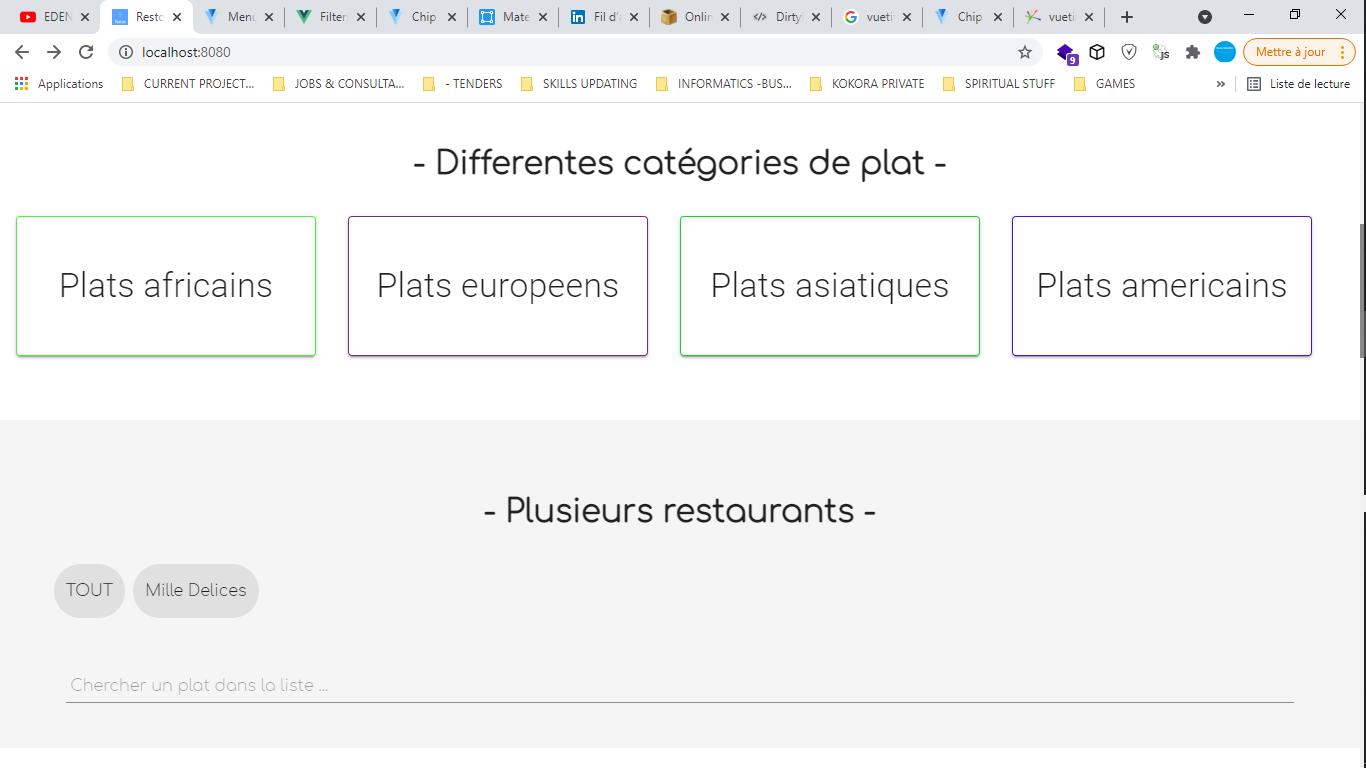 EDEN Resto Menu Filter Chip Mate Fil d' Onlir Dirtyl vueti Chip vueti
localhost:8080
9
JS
Mettre à jour
Applications CURRENT PROJECT... JOBS & CONSULTA... - TENDERS SKILLS UPDATING INFORMATICS -BUS... KOKORA PRIVATE SPIRITUAL STUFF GAMES » Liste de lecture
- Differentes catégories de plat -
Plats africains
Plats europeens
Plats asiatiques
Plats americains
- Plusieurs restaurants -
TOUT
Mille Delices
Chercher un plat dans la liste ...